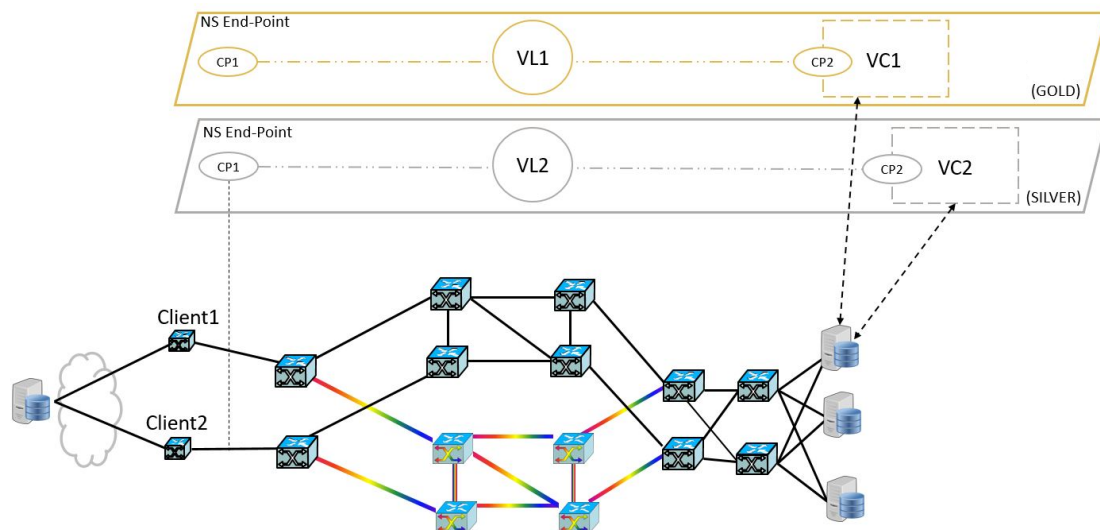 NS End-Point
CP1
VL1
CP2
VC1
(GOLD)
NS End-Point
CP1
VL2
CP2
VC2
(SILVER)
Client1
Client2